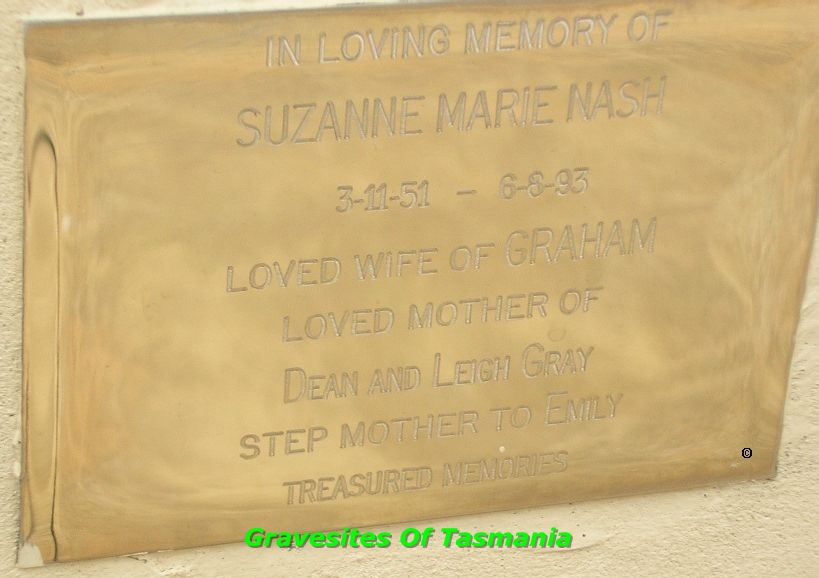 IN LOVING MEMORY OF
SUZANNE MARIE NASH
3-11-51 – 6-8-93
LOVED WIFE OF GRAHAM
LOVED MOTHER OF
DEAN AND LEIGH GRAY
STEP MOTHER TO EMILY
TREASURED MEMORIES
©
Gravesites Of Tasmania